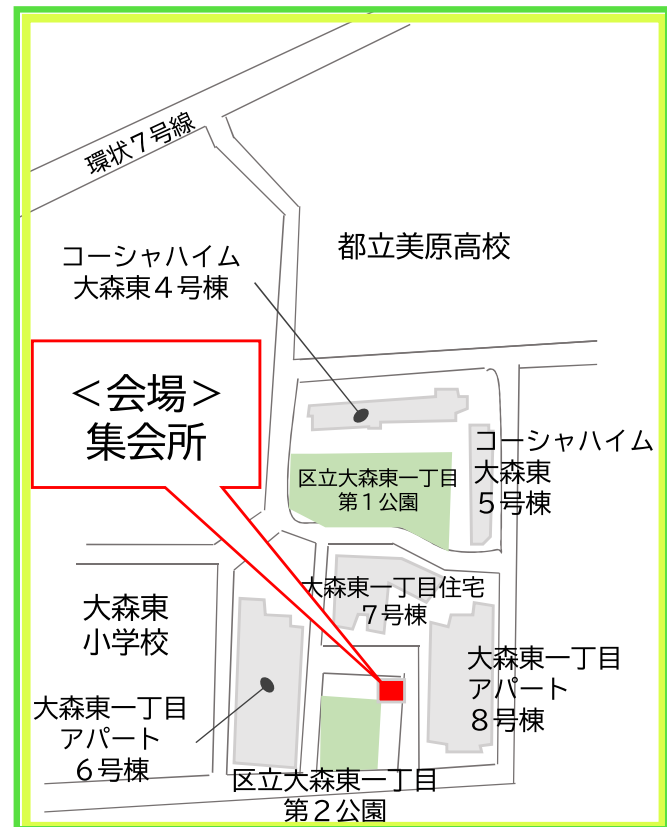 環状７号線
都立美原高校
コーシャハイム
大森東４号棟
＜会場＞
集会所
コーシャハイム
大森東
５号棟
区立大森東一丁目
第１公園
大森東一丁目住宅
７号棟
大森東
小学校
大森東一丁目
アパート
８号棟
大森東一丁目
アパート
６号棟
区立大森東一丁目
第２公園